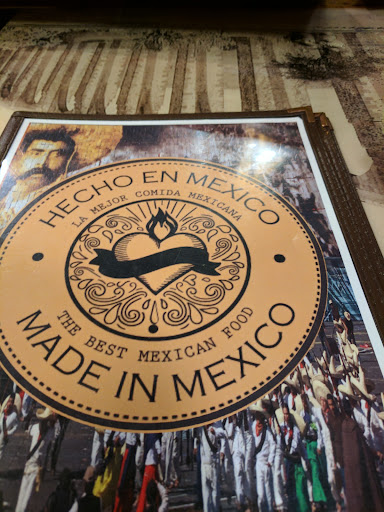 HECHO EN MEXICO
LA MEJOR COMIDA MEXICANA
THE BEST MEXICAN FOOD
MADE IN MEXICO